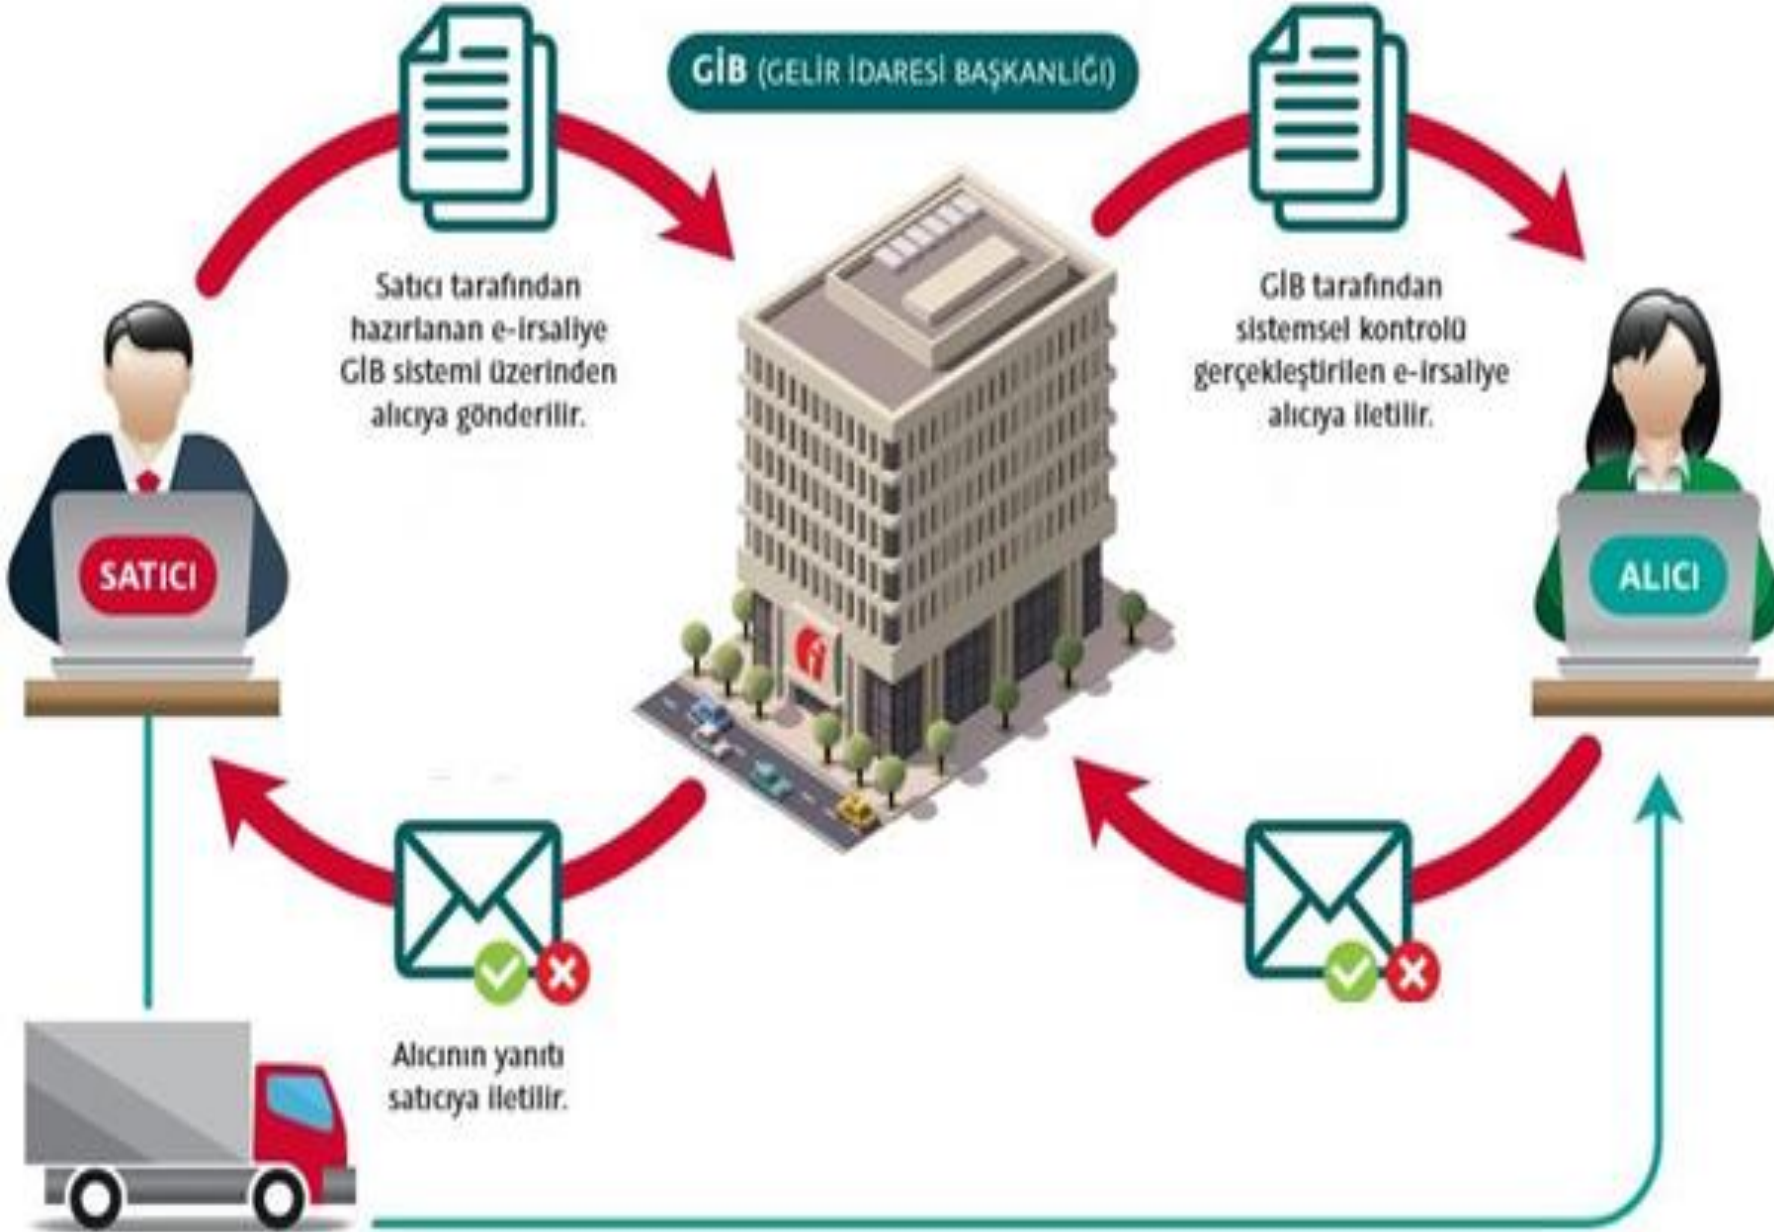 GİB (GELİR İDARESİ BAŞKANLIĞI)
Satıcı tarafından
hazırlanan e-irsaliye
GİB sistemi üzerinden
alıcıya gönderilir.
GİB tarafından
sistemsel kontrolü
gerçekleştirilen e-irsaliye
alıcıya iletilir.
SATICI
ALICI
Alıcının yanıtı
satıcıya iletilir.